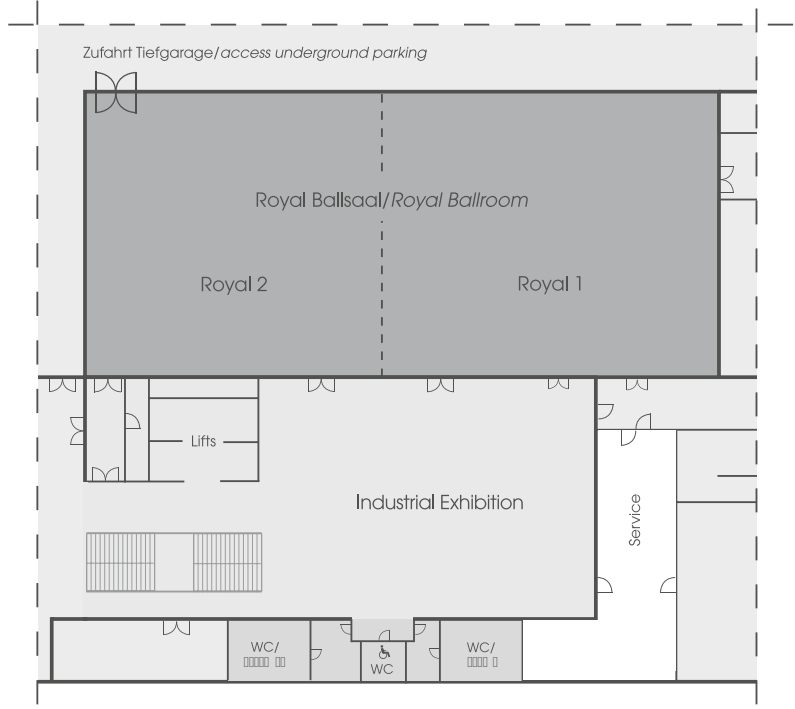 Zufahrt Tiefgarage/access underground parking
Royal Ballsaal/Royal Ballroom
Royal 2
Royal 1
Lifts
Industrial Exhibition
Service
WC/
WC
WC/